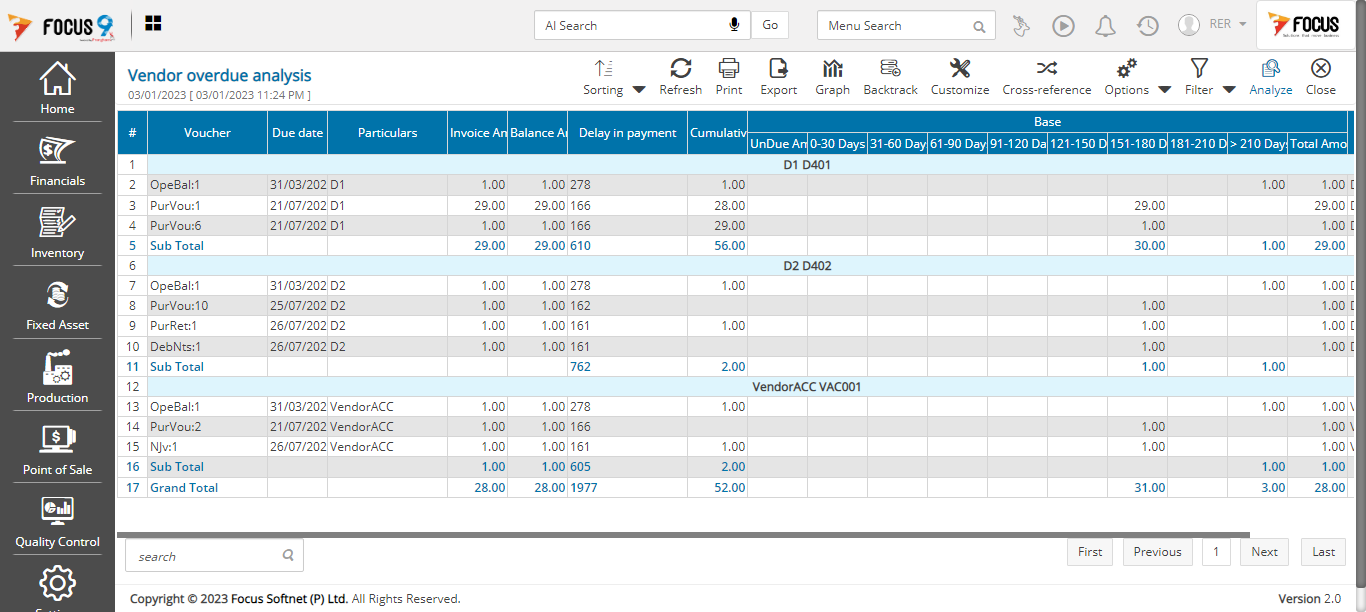 FOCUS 9
AI Search Go Menu Search RER FOCUS
Home
Financials
Inventory
Fixed Asset
Production
Point of Sale
Quality Control
Vendor overdue analysis
03/01/2023 [ 03/01/2023 11:24 PM ]
Sorting Refresh Print Export Graph Backtrack Customize Cross-reference Options Filter Analyze Close
# Voucher Due date Particulars Invoice An Balance Ar Delay in payment Cumulativ Base
UnDue An 0-30 Days 31-60 Day 61-90 Day 91-120 Da 121-150 D 151-180 D 181-210 D > 210 Days Total Amo
1 D1 D401
2 OpeBal:1 31/03/202 D1 1.00 1.00 278 1.00 1.00 1.00
3 PurVou:1 21/07/202 D1 29.00 29.00 166 28.00 29.00 29.00
4 PurVou:6 21/07/202 D1 1.00 1.00 166 29.00 1.00 1.00
5 Sub Total 29.00 29.00 610 56.00 30.00 1.00 29.00
6 D2 D402
7 OpeBal:1 31/03/202 D2 1.00 1.00 278 1.00 1.00 1.00
8 PurVou:10 25/07/202 D2 1.00 1.00 162 1.00 1.00
9 PurRet:1 26/07/202 D2 1.00 1.00 161 1.00 1.00 1.00
10 DebNts:1 26/07/202 D2 1.00 1.00 161 1.00 1.00
11 Sub Total 762 2.00 1.00 1.00
12 VendorACC VAC001
13 OpeBal:1 31/03/202 VendorACC 1.00 1.00 278 1.00 1.00 1.00
14 PurVou:2 21/07/202 VendorACC 1.00 1.00 166 1.00 1.00
15 NJv:1 26/07/202 VendorACC 1.00 1.00 161 1.00 1.00 1.00
16 Sub Total 1.00 1.00 605 2.00 1.00 1.00
17 Grand Total 28.00 28.00 1977 52.00 31.00 3.00 28.00
search First Previous 1 Next Last
Copyright © 2023 Focus Softnet (P) Ltd. All Rights Reserved. Version 2.0